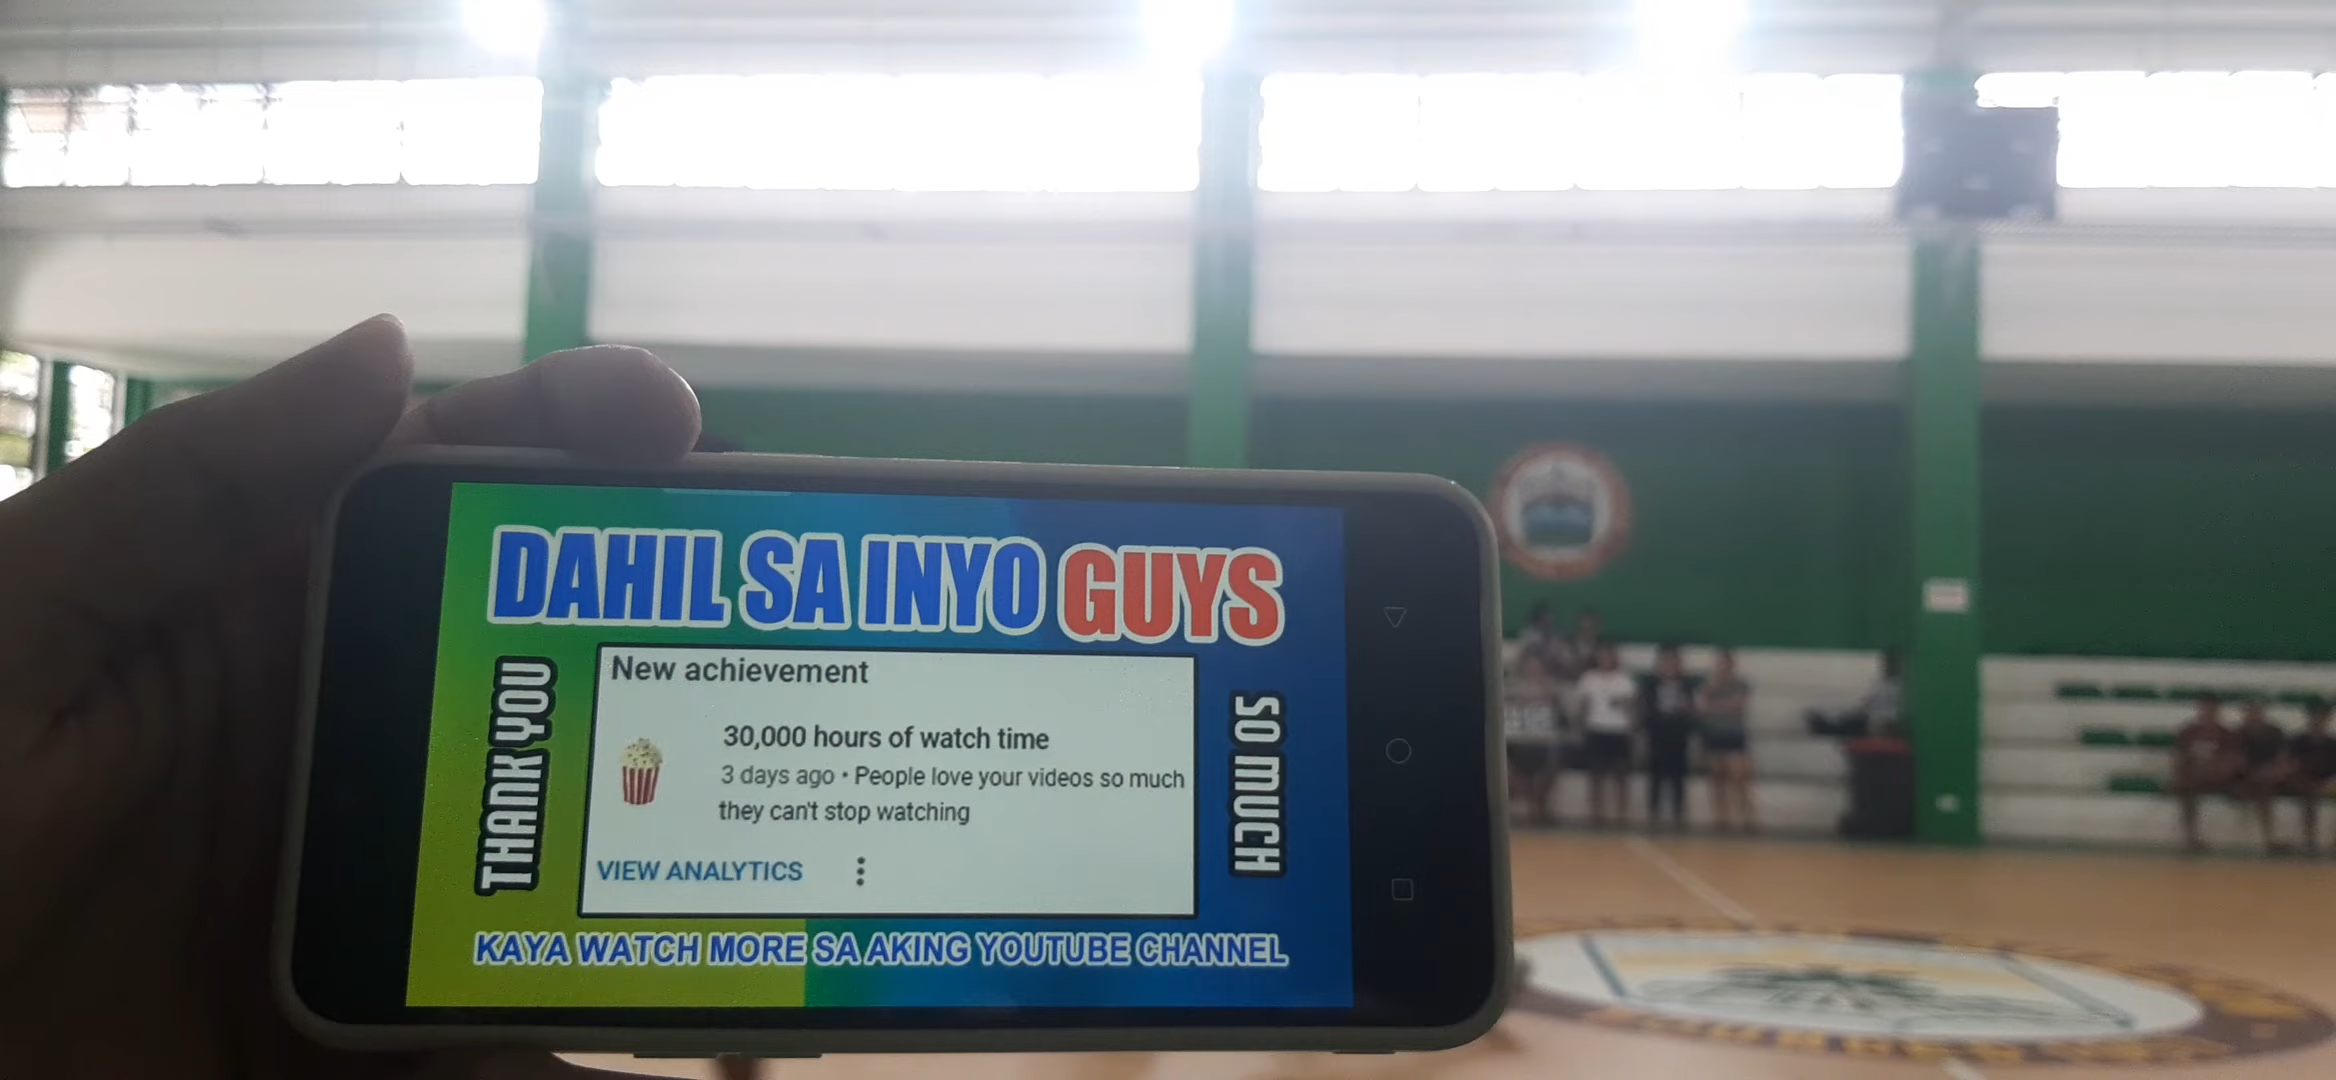 DAHIL SA INYO GUYS
THANK YOU
New achievement
30,000 hours of watch time
3 days ago • People love your videos so much
they can't stop watching
VIEW ANALYTICS
SO MUCH
KAYA WATCH MORE SA AKING YOUTUBE CHANNEL